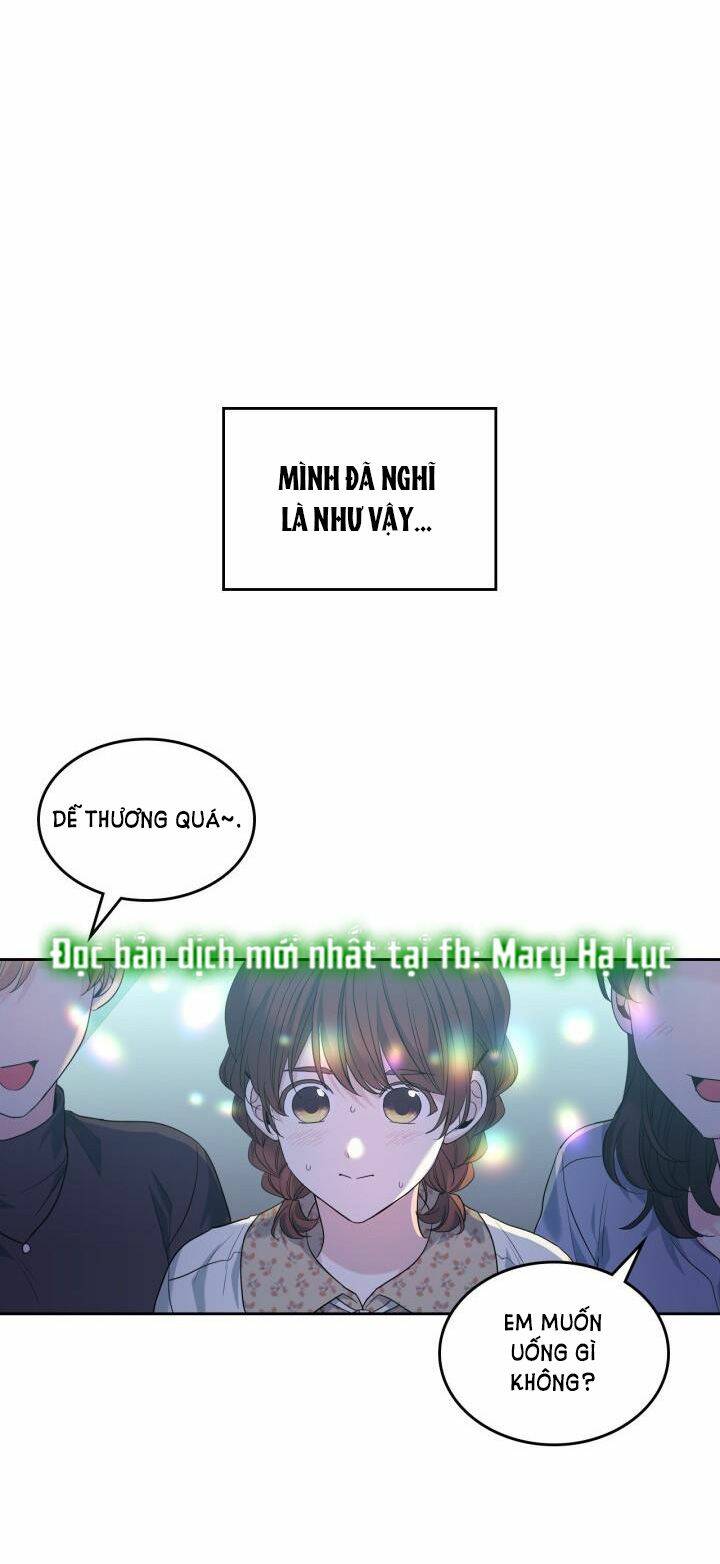 MÌNH ĐÃ NGHĨ
LÀ NHƯ VẬY...
DỄ THƯƠNG QUÁ~.
Đọc bản dịch mới nhất tại fb: Mary Hạ Lục
EM MUỐN
UỐNG GÌ
KHÔNG?